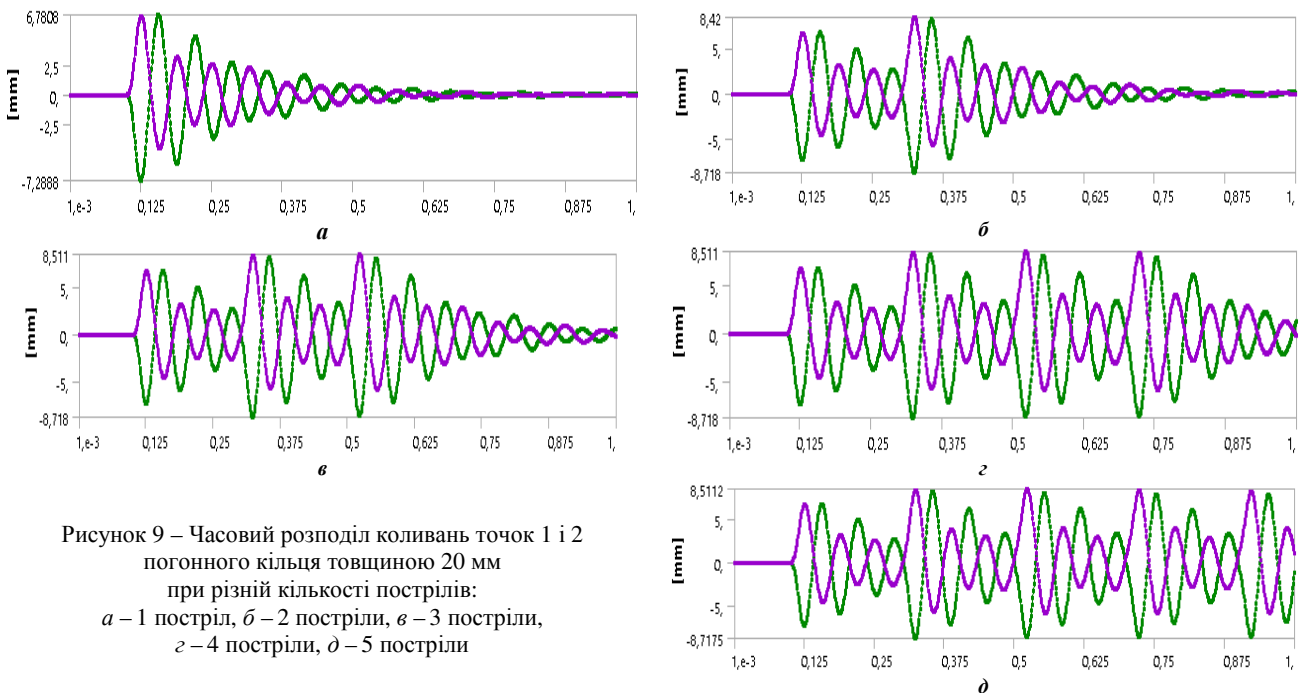 6,7808
2,5
0,
-2,5
-7,2888
[mm]
1,e-3 0,125 0,25 0,375 0,5 0,625 0,75 0,875 1,
а
8,42
5,
0,
-5,
-8,718
[mm]
1,e-3 0,125 0,25 0,375 0,5 0,625 0,75 0,875 1,
б
8,511
5,
0,
-5,
-8,718
[mm]
1,e-3 0,125 0,25 0,375 0,5 0,625 0,75 0,875 1,
в
8,511
5,
0,
-5,
-8,718
[mm]
1,e-3 0,125 0,25 0,375 0,5 0,625 0,75 0,875 1,
г
Рисунок 9 – Часовий розподіл коливань точок 1 і 2
погонного кільця товщиною 20 мм
при різній кількості пострілів:
а – 1 постріл, б – 2 постріли, в – 3 постріли,
г – 4 постріли, д – 5 постріли
8,5112
5,
0,
-5,
-8,7175
[mm]
1,e-3 0,125 0,25 0,375 0,5 0,625 0,75 0,875 1,
д